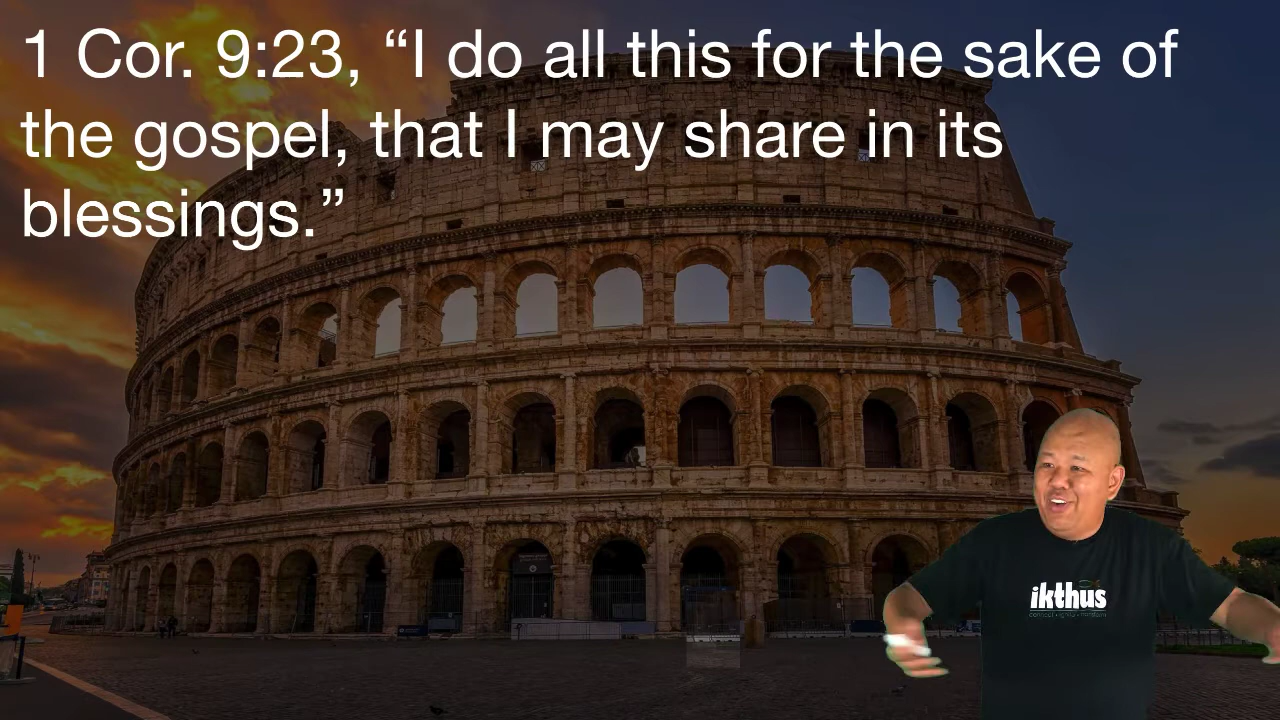 1 Cor. 9:23, “I do all this for the sake of
the gospel, that I may share in its
blessings.”
ikthus